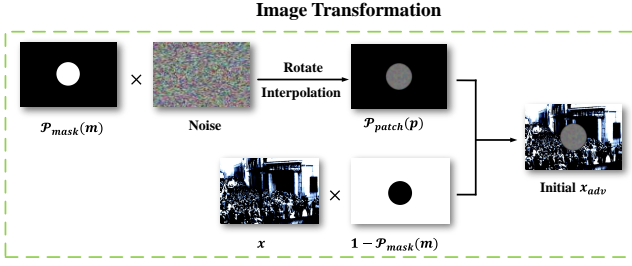 Image Transformation
×
Rotate
Interpolation
𝒫mask(m)
Noise
𝒫patch(p)
×
Initial xadv
x
1 − 𝒫mask(m)